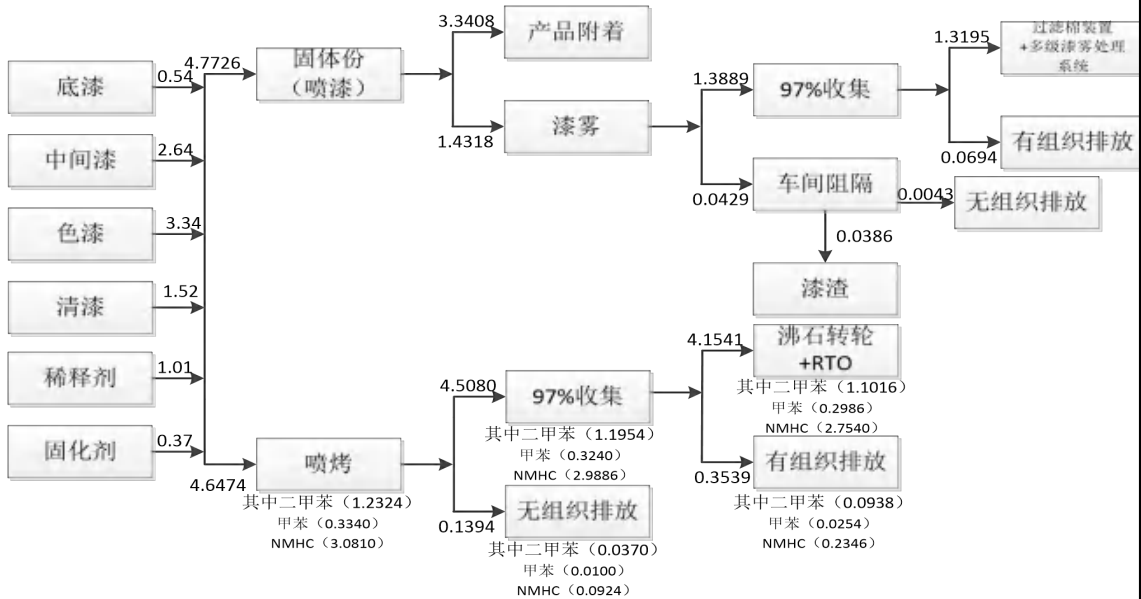 底漆
0.54
中间漆
2.64
色漆
3.34
清漆
1.52
稀释剂
1.01
固化剂
0.37
4.7726
固体份
（喷漆）
3.3408
产品附着
1.4318
漆雾
1.3889
97%收集
1.3195
过滤棉装置
+多级漆雾处理
系统
0.0694
有组织排放
0.0429
车间阻隔
0.0043
无组织排放
0.0386
漆渣
4.6474
喷烤
其中二甲苯（1.2324）
甲苯（0.3340）
NMHC（3.0810）
4.5080
97%收集
其中二甲苯（1.1954）
甲苯（0.3240）
NMHC（2.9886）
0.1394
无组织排放
其中二甲苯（0.0370）
甲苯（0.0100）
NMHC（0.0924）
4.1541
沸石转轮
+RTO
其中二甲苯（1.1016）
甲苯（0.2986）
NMHC（2.7540）
0.3539
有组织排放
其中二甲苯（0.0938）
甲苯（0.0254）
NMHC（0.2346）